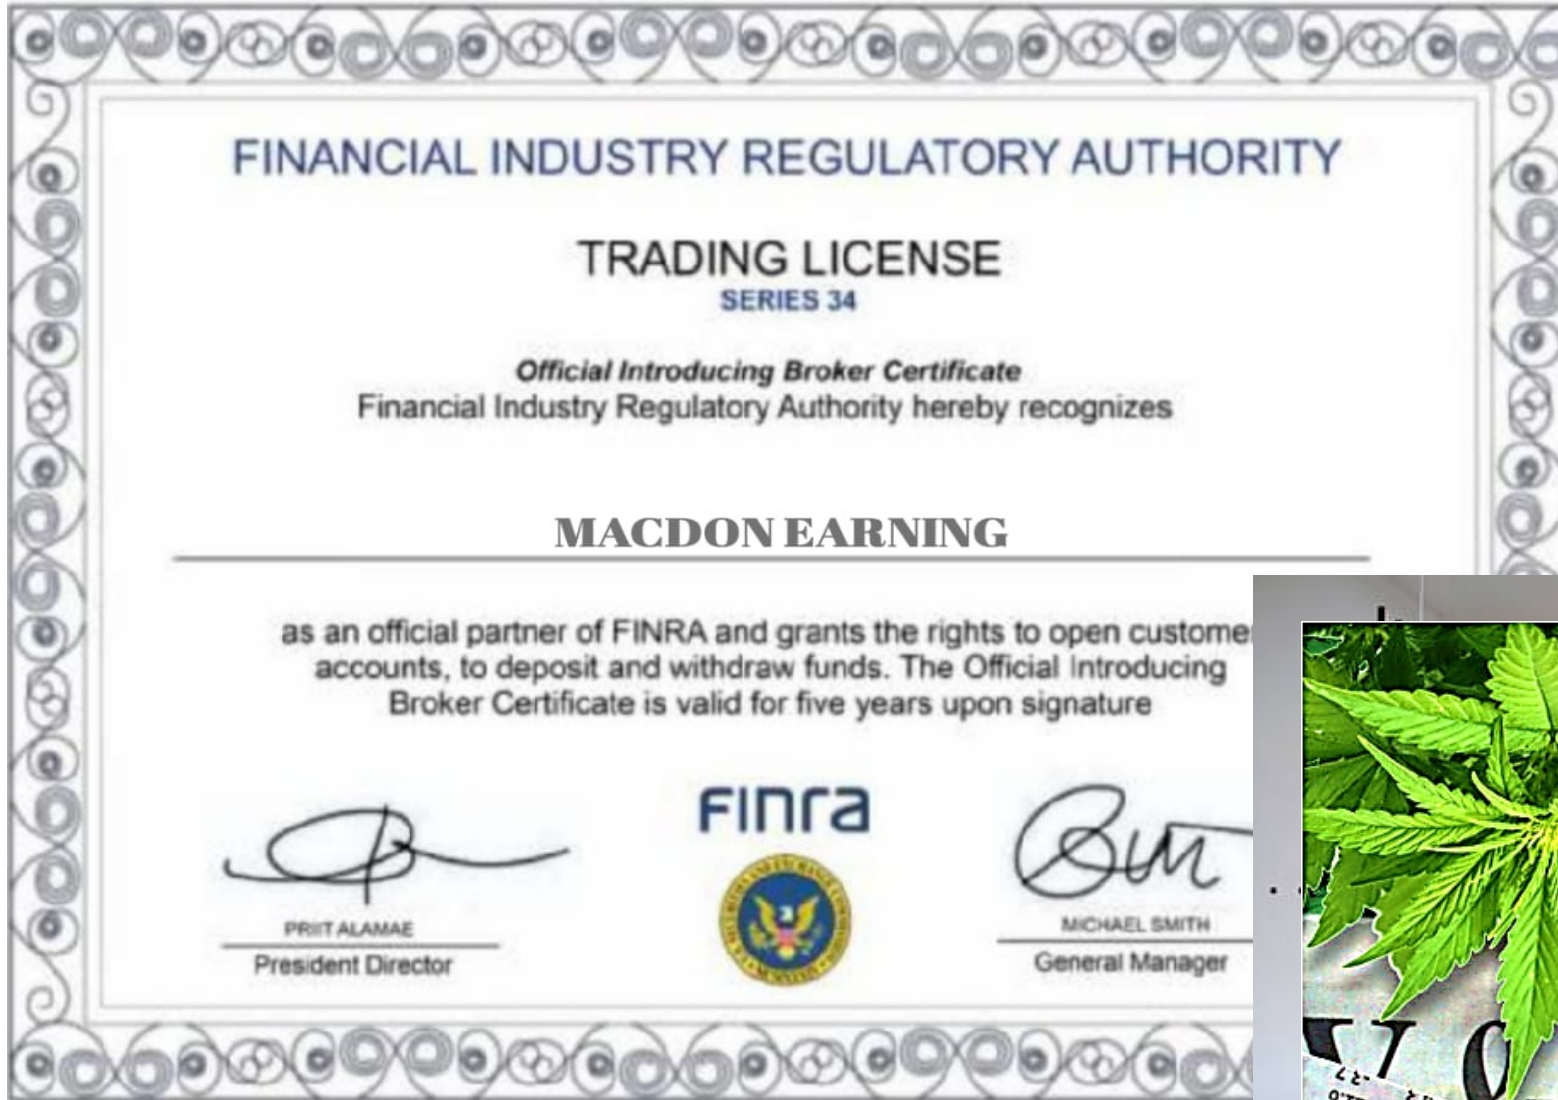 FINANCIAL INDUSTRY REGULATORY AUTHORITY
TRADING LICENSE
SERIES 34
Official Introducing Broker Certificate
Financial Industry Regulatory Authority hereby recognizes
MACDON EARNING
as an official partner of FINRA and grants the rights to open custome
accounts, to deposit and withdraw funds. The Official Introducing
Broker Certificate is valid for five years upon signature
FINra
PRIIT ALAMAE
President Director
MICHAEL SMITH
General Manager